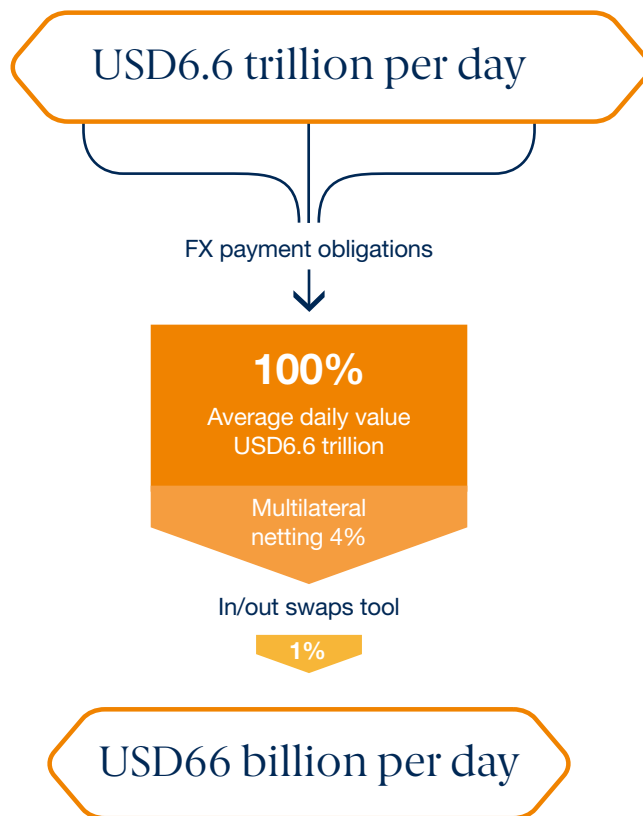 USD6.6 trillion per day
FX payment obligations
100%
Average daily value
USD6.6 trillion
Multilateral
netting 4%
In/out swaps tool
1%
USD66 billion per day